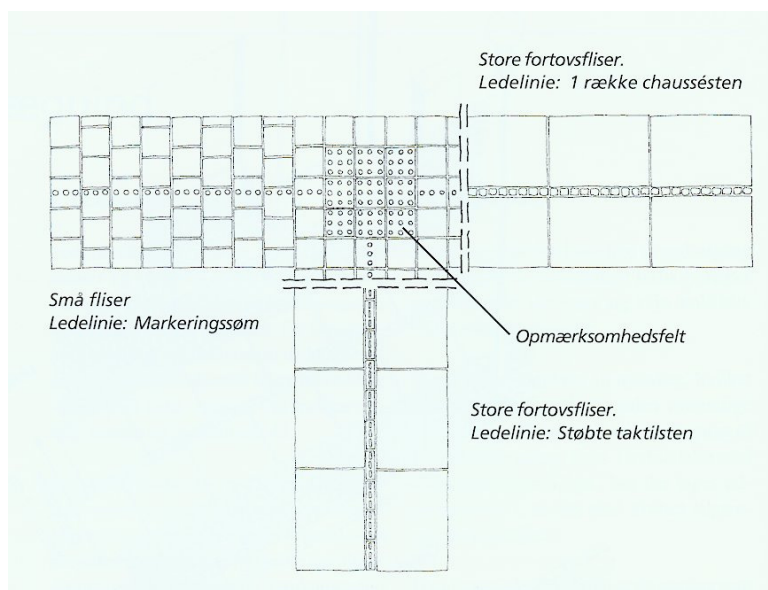 Store fortovsfliser.
Ledelinie: 1 række chaussésten
Små fliser
Ledelinie: Markeringssøm
Opmærksomhedsfelt
Store fortovsfliser.
Ledelinie: Støbte taktilsten